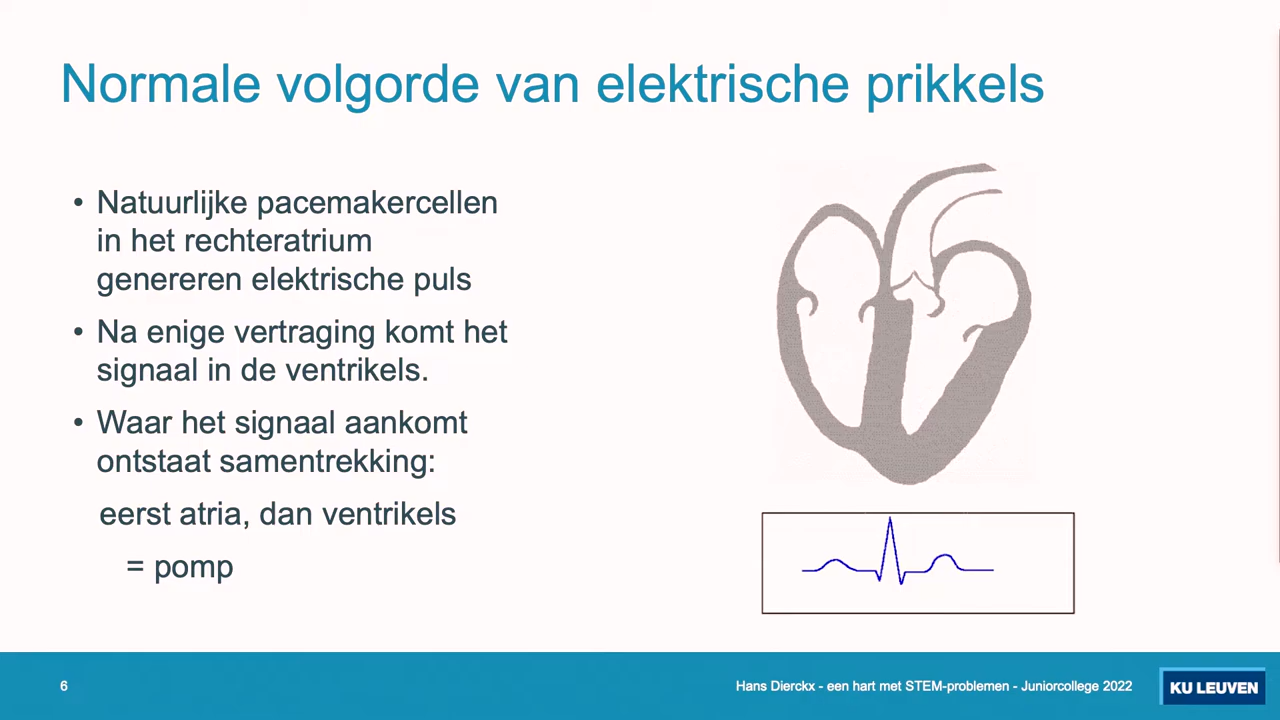 Normale volgorde van elektrische prikkels
• Natuurlijke pacemakercellen
in het rechteratrium
genereren elektrische puls
• Na enige vertraging komt het
signaal in de ventrikels.
• Waar het signaal aankomt
ontstaat samentrekking:
eerst atria, dan ventrikels
= pomp
6
Hans Dierckx - een hart met STEM-problemen - Juniorcollege 2022
KU LEUVEN